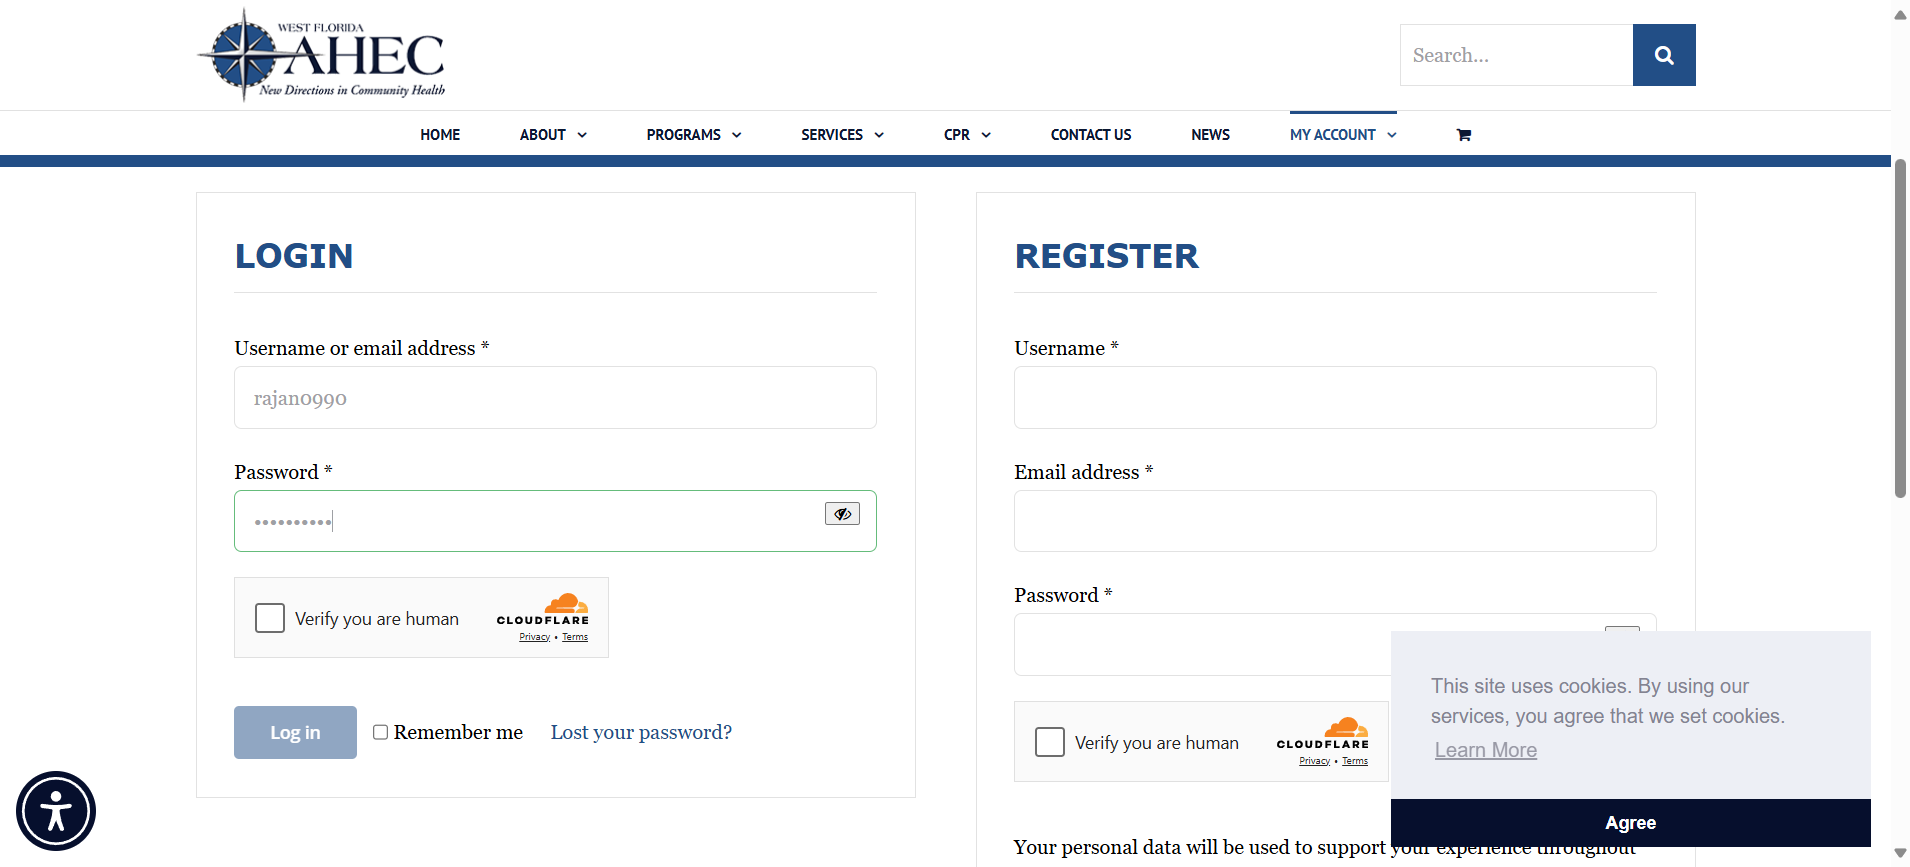 WEST FLORIDA
AHEC
New Directions in Community Health
Search...
HOME ABOUT PROGRAMS SERVICES CPR CONTACT US NEWS MY ACCOUNT
LOGIN
Username or email address *
rajan0990
Password *
••••••••••
Verify you are human
CLOUDFLARE
Privacy • Terms
Log in Remember me Lost your password?
REGISTER
Username *
Email address *
Password *
Verify you are human
CLOUDFLARE
Privacy • Terms
Your personal data will be used to support your experience throughout
This site uses cookies. By using our
services, you agree that we set cookies.
Learn More
Agree